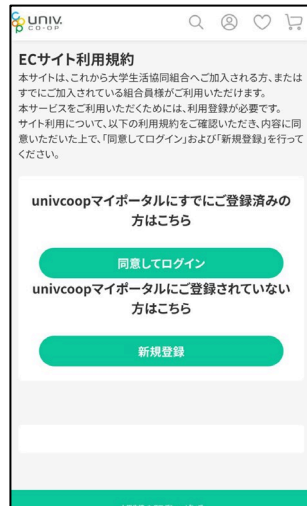 univ.
CO-OP
ECサイト利用規約
本サイトは、これから大学生活協同組合へご加入される方、または
すでにご加入されている組合員様がご利用いただけます。
本サービスをご利用いただくためには、利用登録が必要です。
サイト利用について、以下の利用規約をご確認いただき、内容に同
意いただいた上で、「同意してログイン」および「新規登録」を行って
ください。
univcoopマイポータルにすでにご登録済みの
方はこちら
同意してログイン
univcoopマイポータルにご登録されていない
方はこちら
新規登録